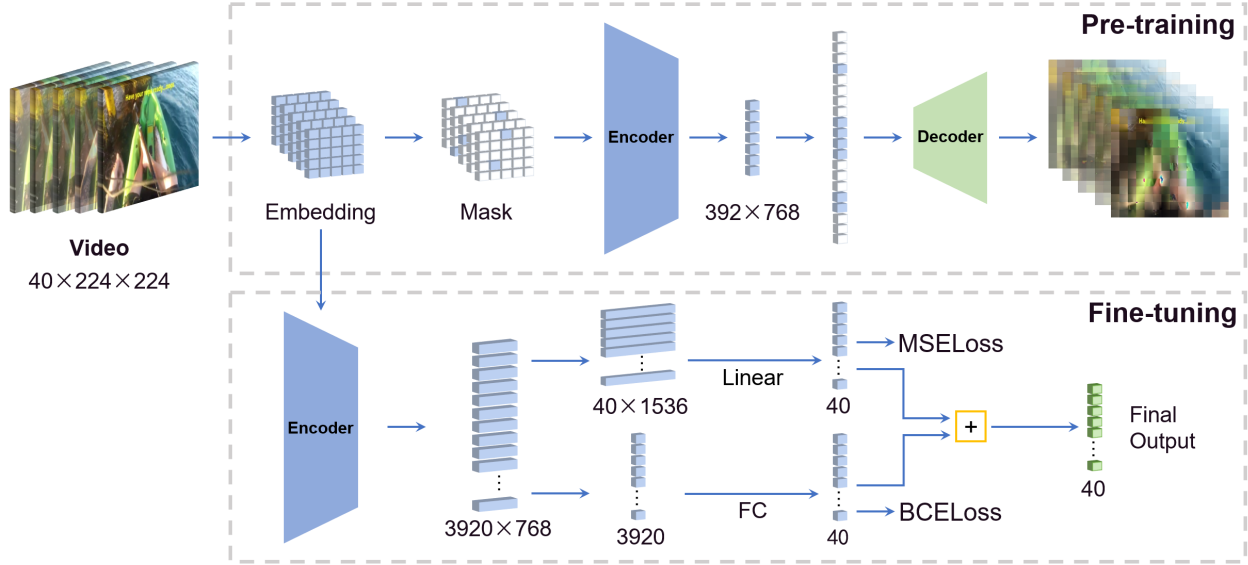 Pre-training
Video
40×224×224
Embedding
Mask
Encoder
392×768
Decoder
Fine-tuning
Encoder
3920×768
40×1536
3920
Linear
FC
40
40
MSELoss
BCELoss
+
40
Final
Output